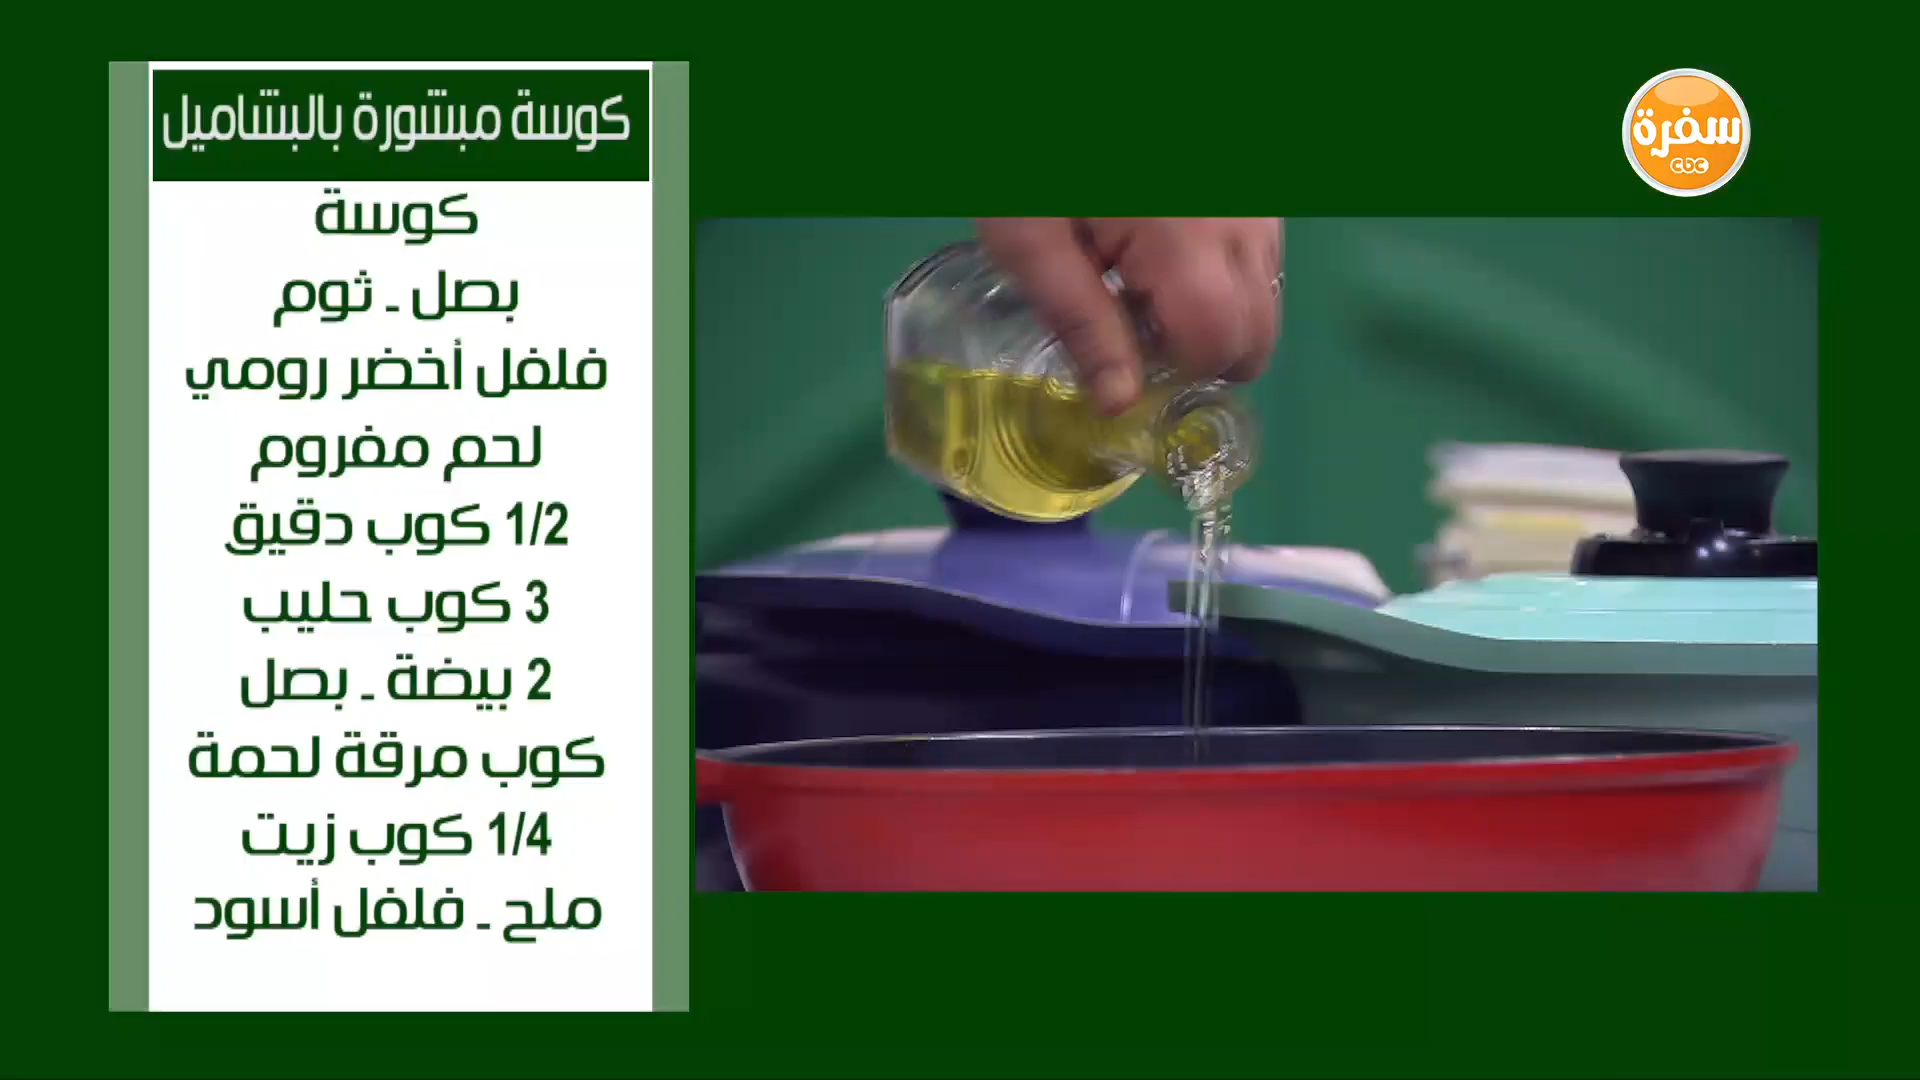 كوسة مبشورة بالبشاميل
كوسة
بصل - ثوم
فلفل أخضر رومي
لحم مفروم
1/2 كوب دقيق
3 كوب حليب
2 بيضة - بصل
كوب مرقة لحمة
1/4 كوب زيت
ملح - فلفل أسود
سفرة
cbc